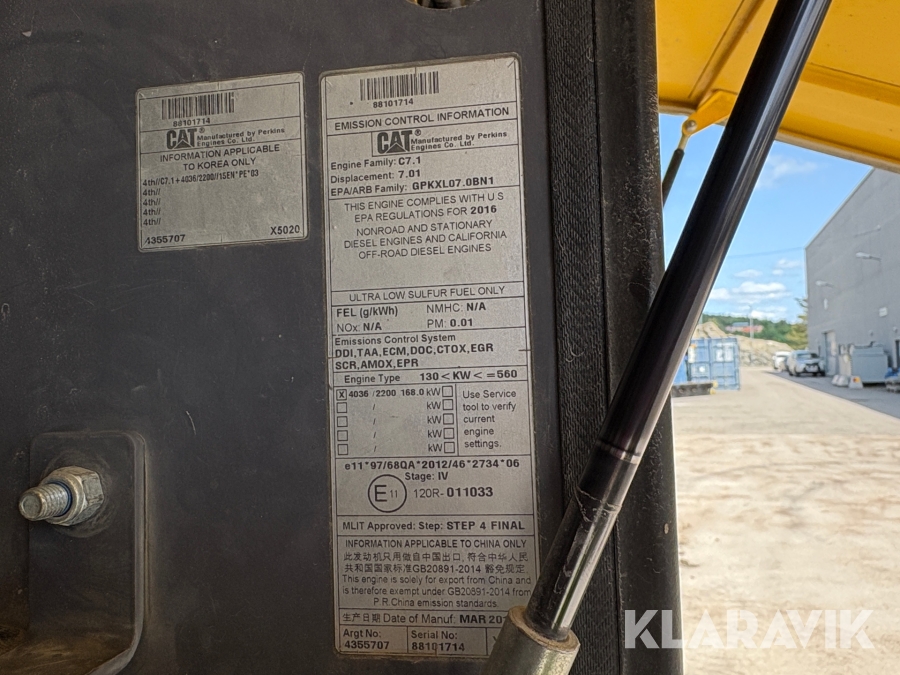 88101714
CAT® Manufactured by Perkins
Engines Co. Ltd.
INFORMATION APPLICABLE
TO KOREA ONLY
4th//C7.1+4036/2200//1SEN*PE*03
4th//
4th//
4th//
4th//
4355707 X5020
88101714
EMISSION CONTROL INFORMATION
CAT® Manufactured by Perkins
Engines Co. Ltd.
Engine Family: C7.1
Displacement: 7.01
EPA/ARB Family: GPKXL07.0BN1
THIS ENGINE COMPLIES WITH U.S
EPA REGULATIONS FOR 2016
NONROAD AND STATIONARY
DIESEL ENGINES AND CALIFORNIA
OFF-ROAD DIESEL ENGINES
ULTRA LOW SULFUR FUEL ONLY
FEL (g/kWh) NMHC: N/A
NOx: N/A PM: 0.01
Emissions Control System
DDI,TAA,ECM,DOC,CTOX,EGR
SCR,AMOX,EPR
Engine Type 130<KW<=560
X 4036 /2200 168.0 kW
/ kW
/ kW
/ kW
/ kW
Use Service
tool to verify
current
engine
settings.
e11*97/68QA*2012/46*2734*06
Stage: IV
E11 120R-011033
MLIT Approved: Step: STEP 4 FINAL
INFORMATION APPLICABLE TO CHINA ONLY
此发动机只用做自中国出口,符合中华人民
共和国国家标准GB20891-2014 豁免规定.
This engine is solely for export from China and
is therefore exempted by GB20891-2014 from
P.R.China emission standards.
生产日期 Date of Manuf: MAR
Argt No: Serial No:
4355707 88101714
KLARAVIK